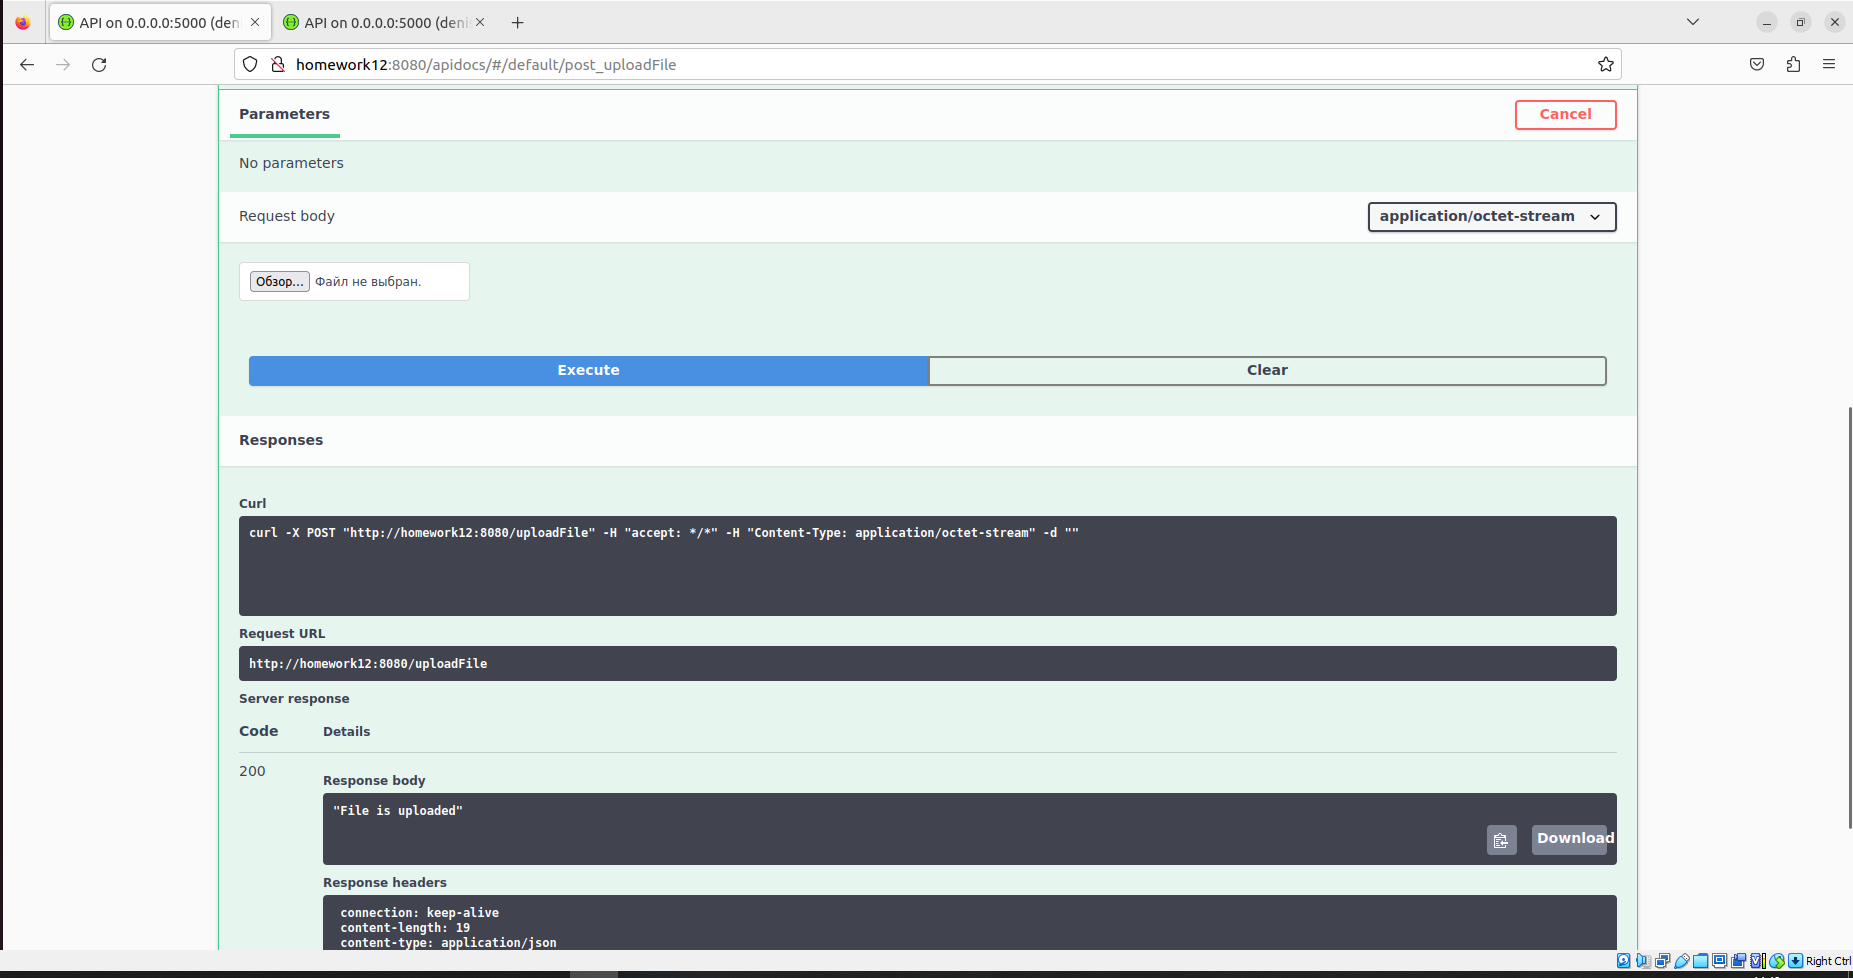 API on 0.0.0.0:5000 (den
API on 0.0.0.0:5000 (deni
homework12:8080/apidocs/#/default/post_uploadFile
Parameters
Cancel
No parameters
Request body
application/octet-stream
Обзор...
Файл не выбран.
Execute
Clear
Responses
Curl
curl -X POST "http://homework12:8080/uploadFile" -H "accept: */*" -H "Content-Type: application/octet-stream" -d ""
Request URL
http://homework12:8080/uploadFile
Server response
Code
Details
200
Response body
"File is uploaded"
Download
Response headers
connection: keep-alive
content-length: 19
content-type: application/json
Right Ctrl